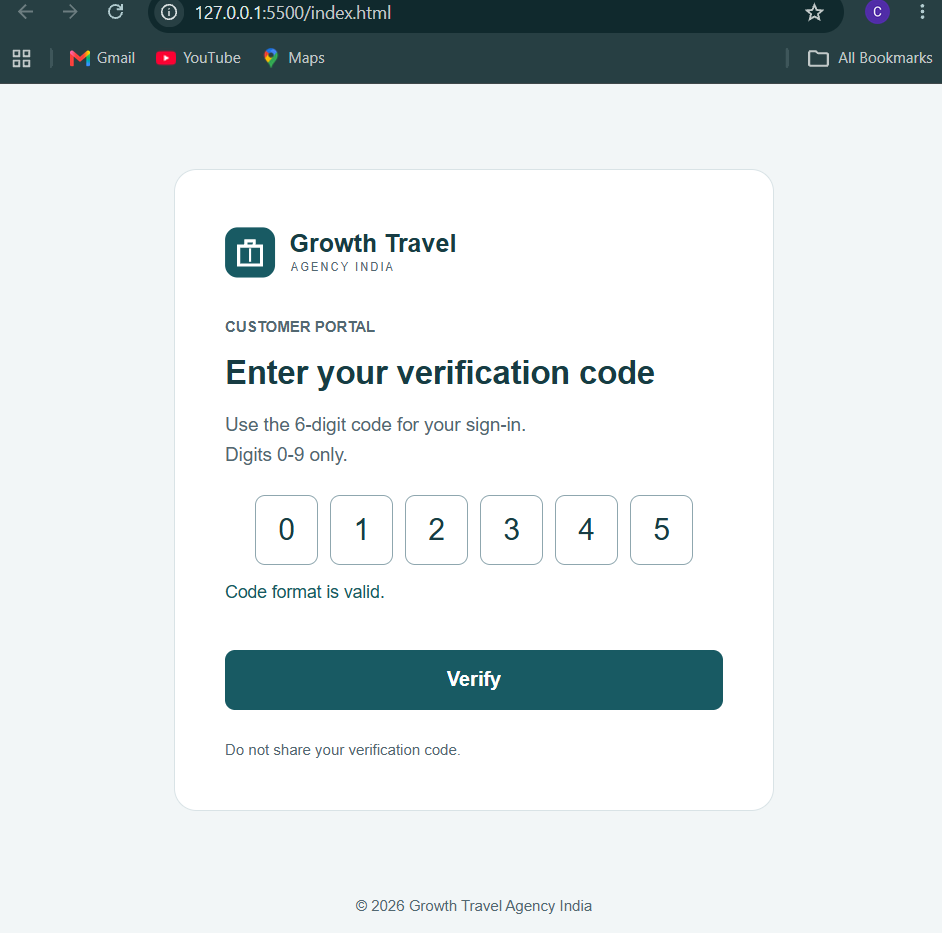 127.0.0.1:5500/index.html
C
Gmail YouTube Maps All Bookmarks
Growth Travel
AGENCY INDIA
CUSTOMER PORTAL
Enter your verification code
Use the 6-digit code for your sign-in.
Digits 0-9 only.
0 1 2 3 4 5
Code format is valid.
Verify
Do not share your verification code.
© 2026 Growth Travel Agency India